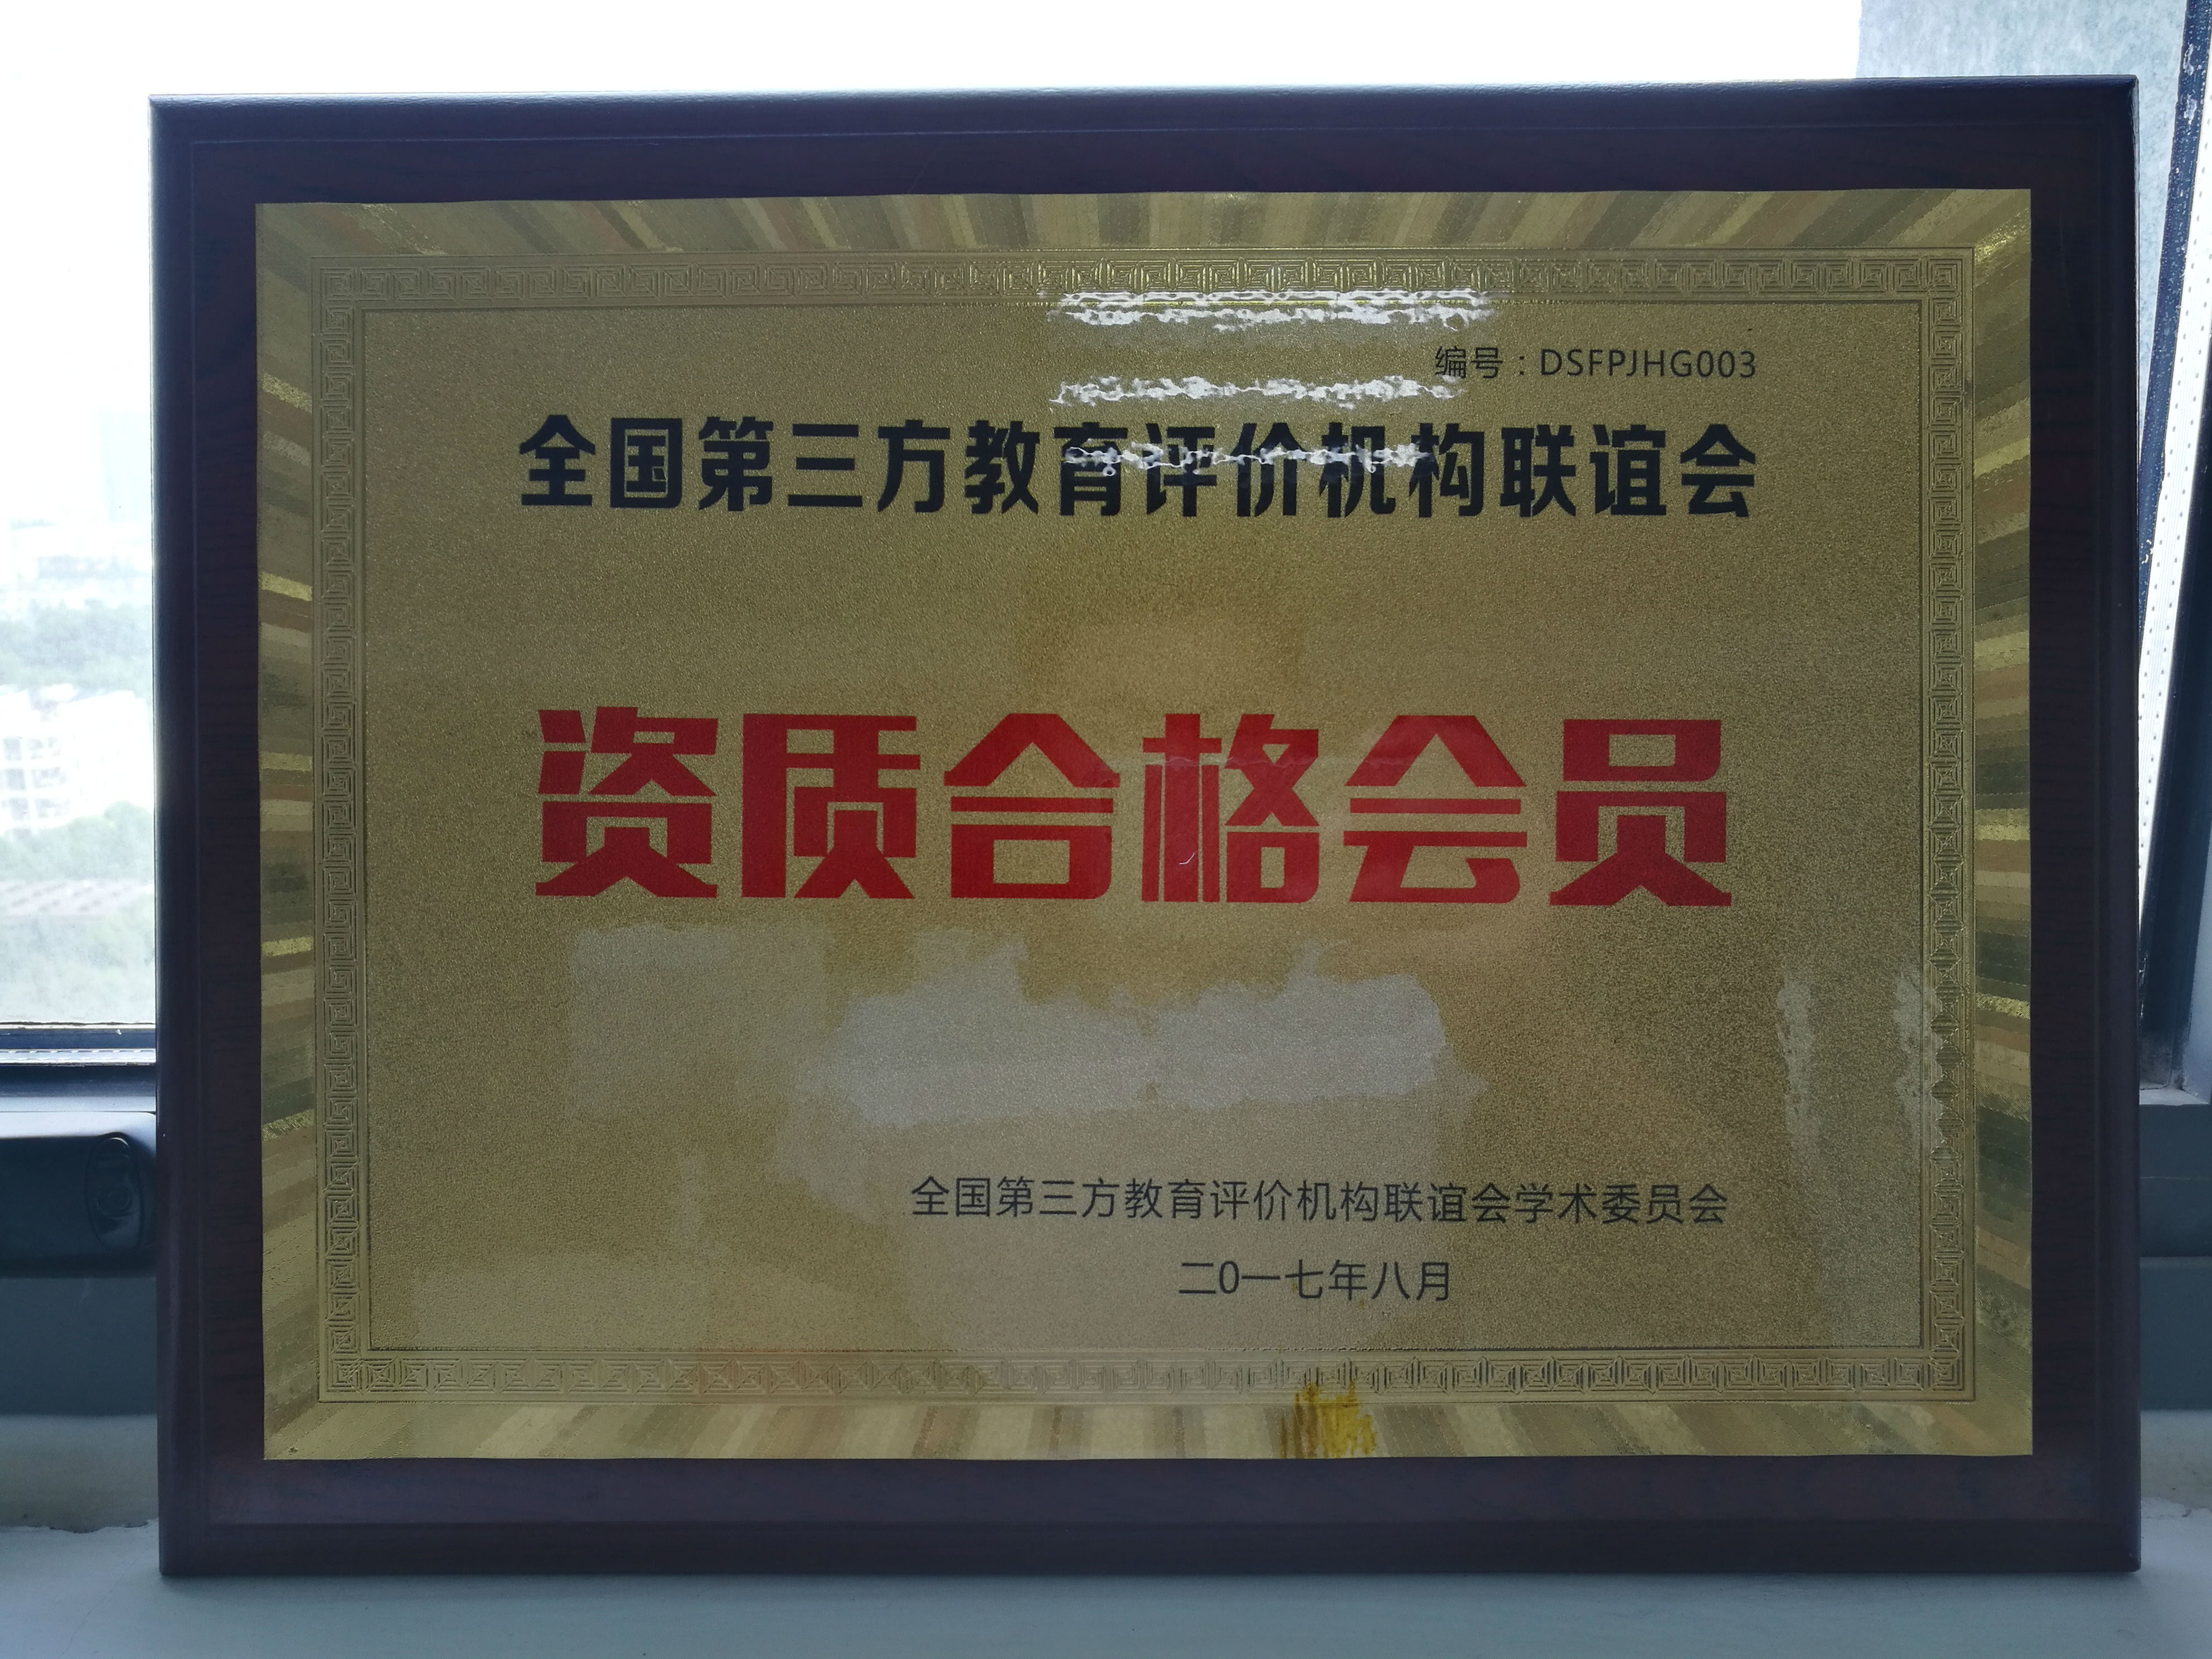 编号：DSFPJHG003
全国第三方教育评价机构联谊会
资质合格会员
全国第三方教育评价机构联谊会学术委员会
二0一七年八月